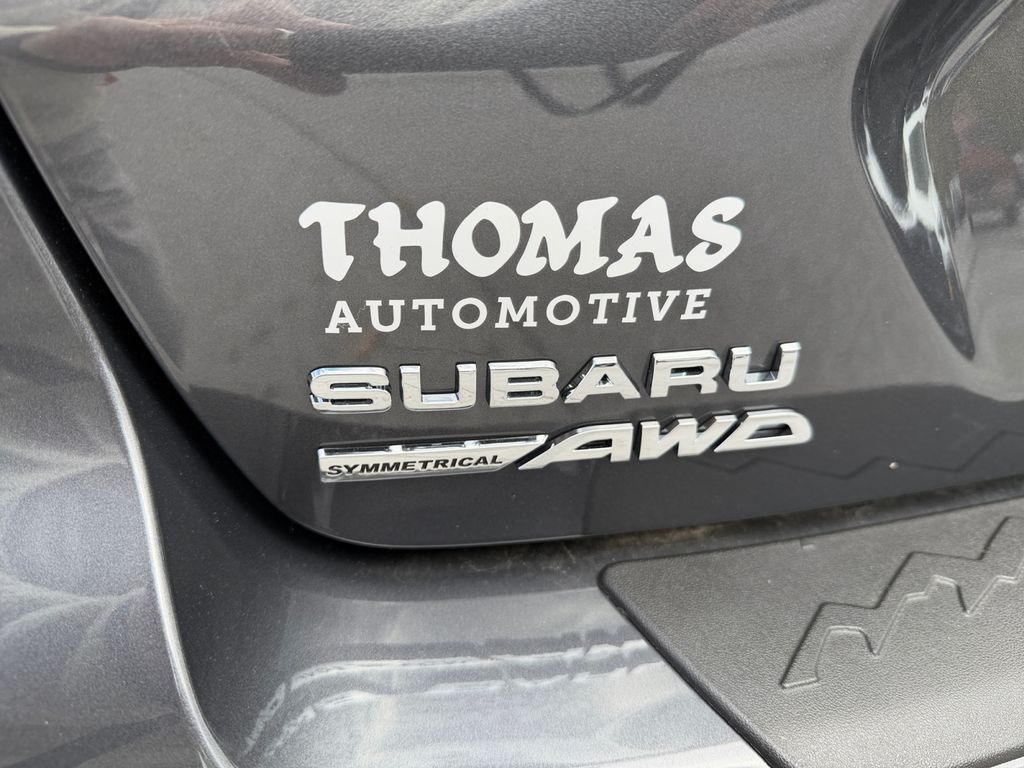 THOMAS
AUTOMOTIVE
SUBARU
SYMMETRICAL AWD